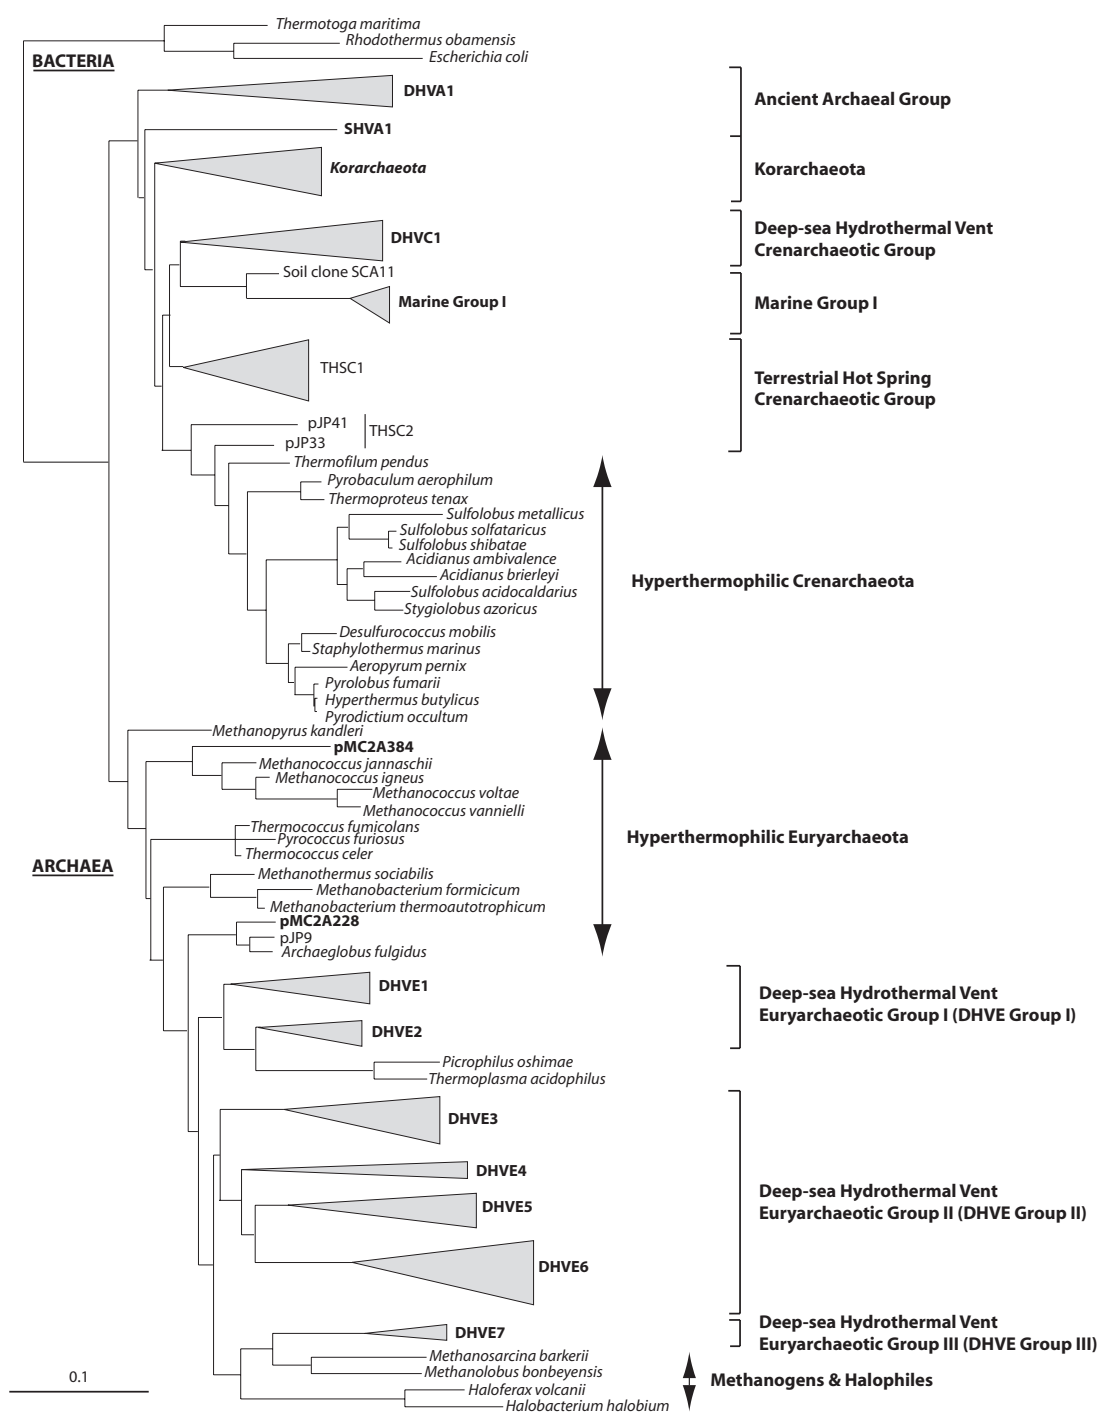 Thermotoga maritima
Rhodothermus obamensis
Escherichia coli
BACTERIA
DHVA1
Ancient Archaeal Group
SHVA1
Korarchaeota
Korarchaeota
DHVC1
Deep-sea Hydrothermal Vent
Crenarchaeotic Group
Soil clone SCA11
Marine Group I
Marine Group I
THSC1
Terrestrial Hot Spring
Crenarchaeotic Group
pJP41
THSC2
pJP33
Thermofilum pendus
Pyrobaculum aerophilum
Thermoproteus tenax
Sulfolobus metallicus
Sulfolobus solfataricus
Sulfolobus shibatae
Acidianus ambivalence
Acidianus brierleyi
Hyperthermophilic Crenarchaeota
Sulfolobus acidocaldarius
Stygiolobus azoricus
Desulfurococcus mobilis
Staphylothermus marinus
Aeropyrum pernix
Pyrolobus fumarii
Hyperthermus butylicus
Pyrodictium occultum
Methanopyrus kandleri
pMC2A384
Methanococcus jannaschii
Methanococcus igneus
Methanococcus voltae
Methanococcus vannielli
Thermococcus fumicolans
Pyrococcus furiosus
Hyperthermophilic Euryarchaeota
Thermococcus celer
ARCHAEA
Methanothermus sociabilis
Methanobacterium formicicum
Methanobacterium thermoautotrophicum
pMC2A228
pJP9
Archaeglobus fulgidus
DHVE1
Deep-sea Hydrothermal Vent
Euryarchaeotic Group I (DHVE Group I)
DHVE2
Picrophilus oshimae
Thermoplasma acidophilus
DHVE3
DHVE4
Deep-sea Hydrothermal Vent
Euryarchaeotic Group II (DHVE Group II)
DHVE5
DHVE6
DHVE7
Deep-sea Hydrothermal Vent
Euryarchaeotic Group III (DHVE Group III)
Methanosarcina barkerii
Methanolobus bonbeyensis
Methanogens & Halophiles
0.1
Haloferax volcanii
Halobacterium halobium